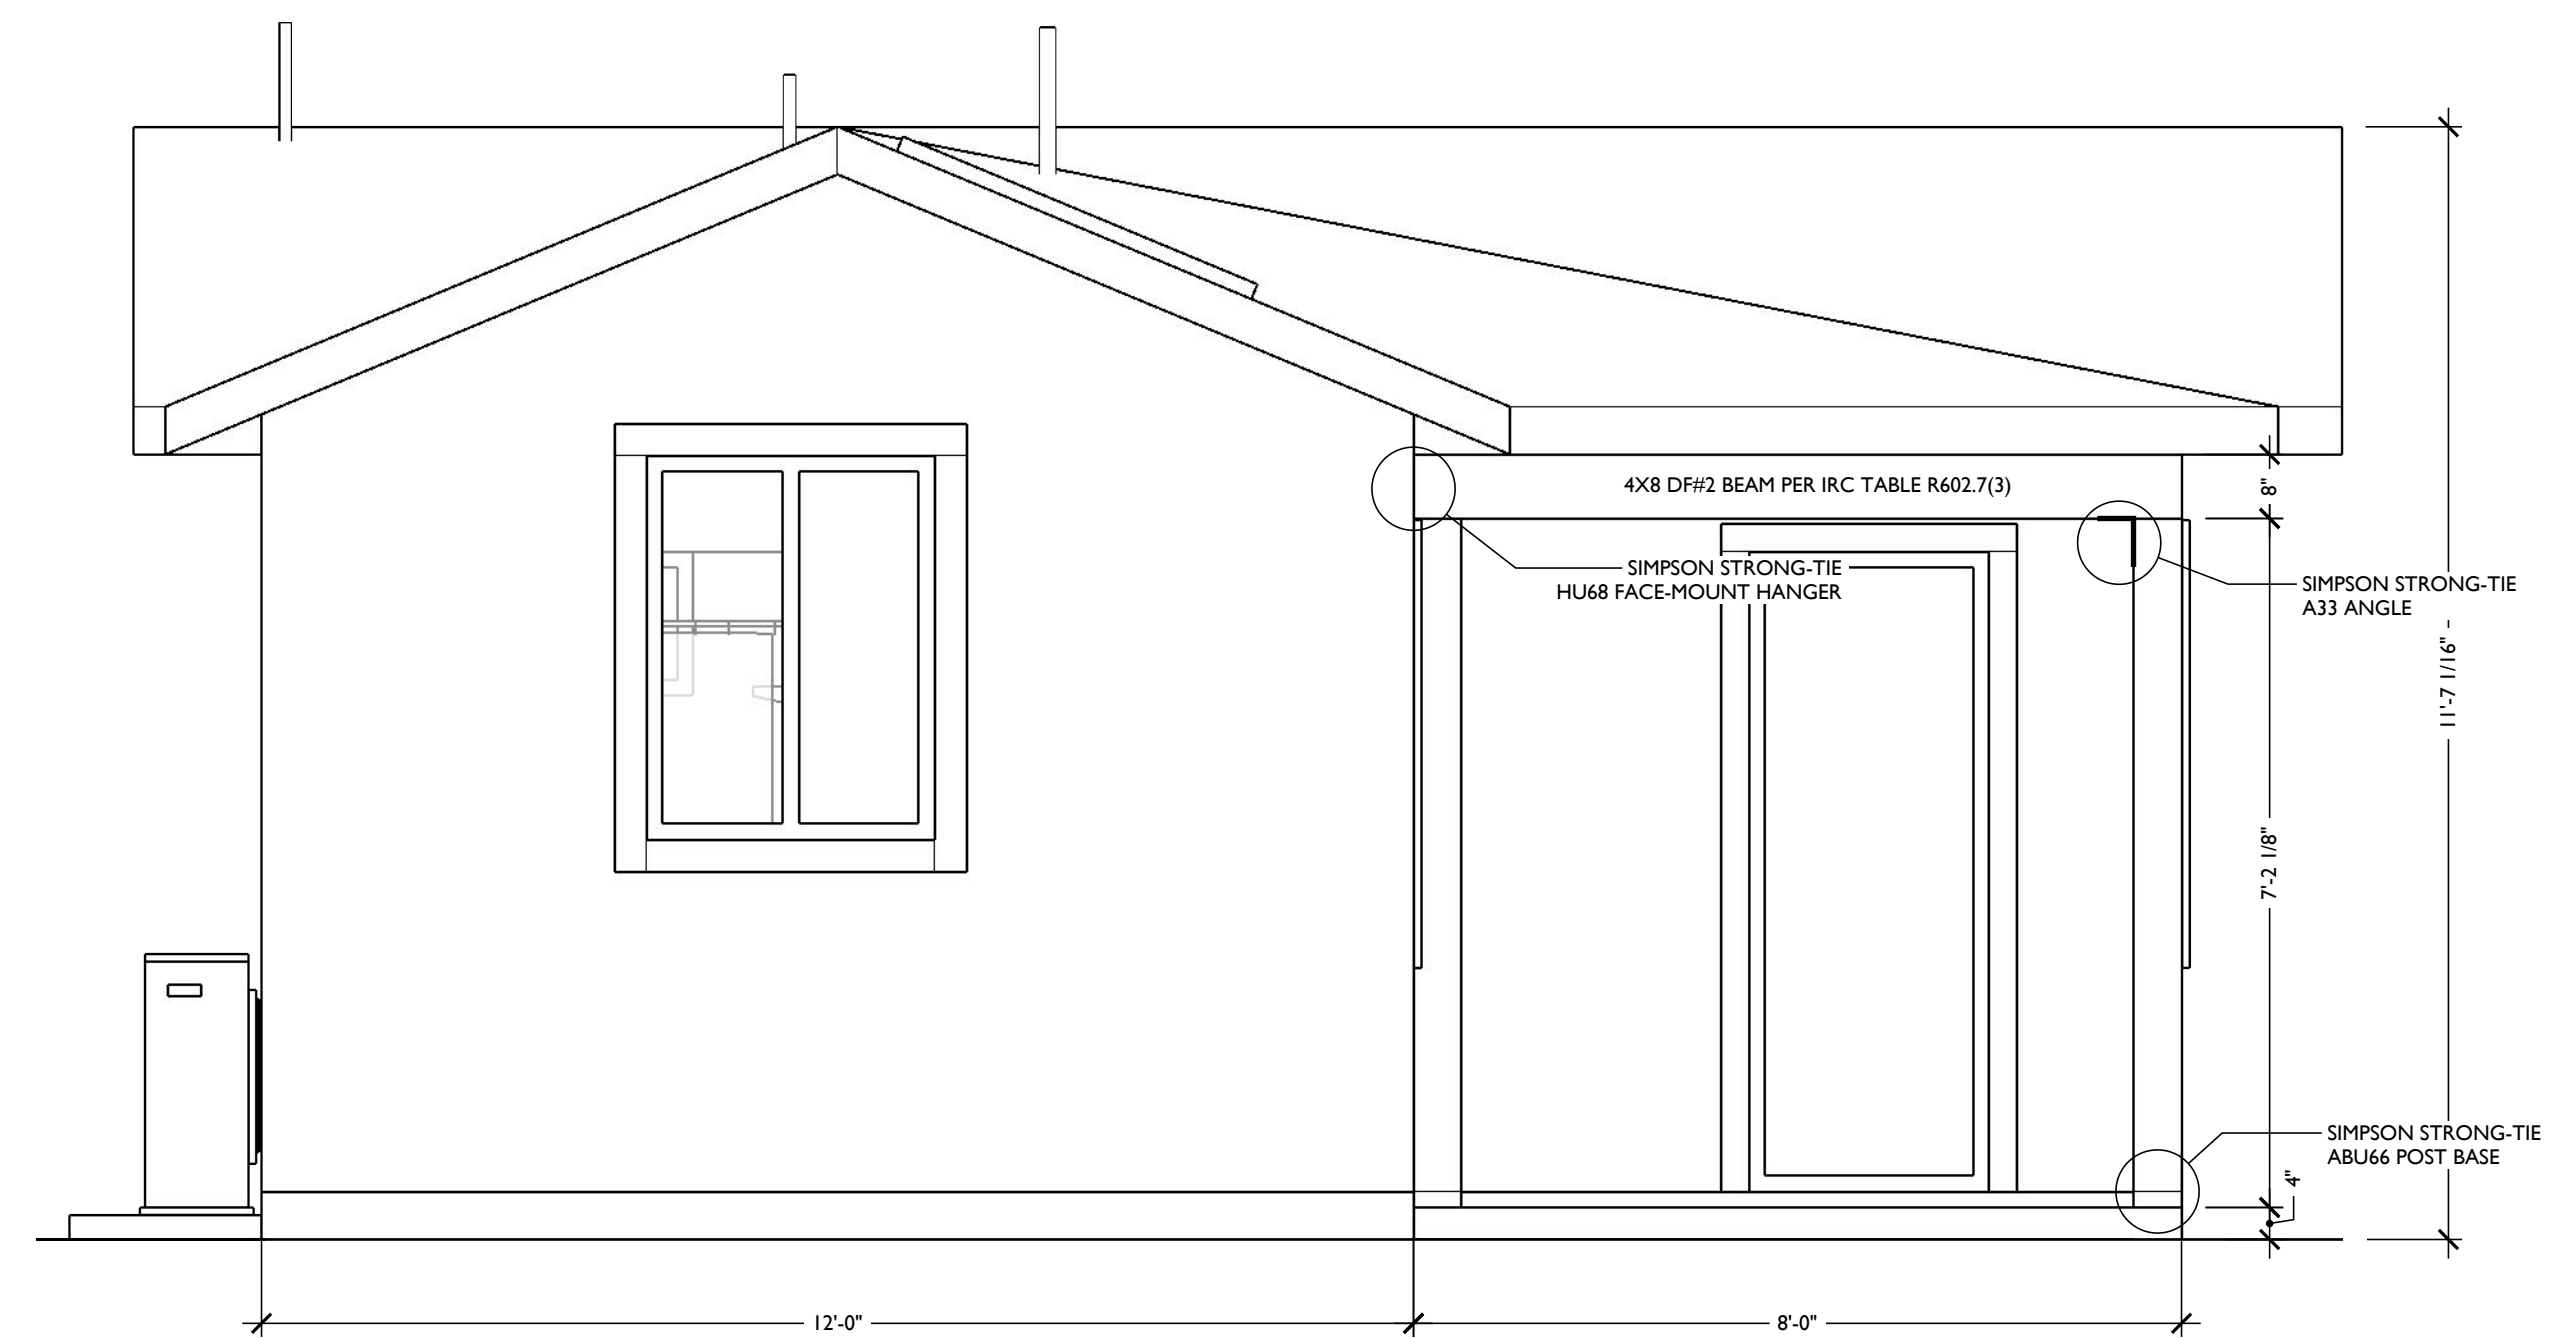 4X8 DF#2 BEAM PER IRC TABLE R602.7(3)
8"
SIMPSON STRONG-TIE
HU68 FACE-MOUNT HANGER
SIMPSON STRONG-TIE
A33 ANGLE
11'-7 1/16"
7'-2 1/8"
SIMPSON STRONG-TIE
ABU66 POST BASE
4"
12'-0"
8'-0"